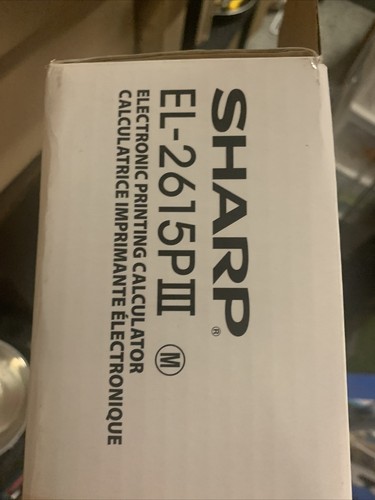 SHARP®
EL-2615PIII Ⓜ
ELECTRONIC PRINTING CALCULATOR
CALCULATRICE IMPRIMANTE ÉLECTRONIQUE